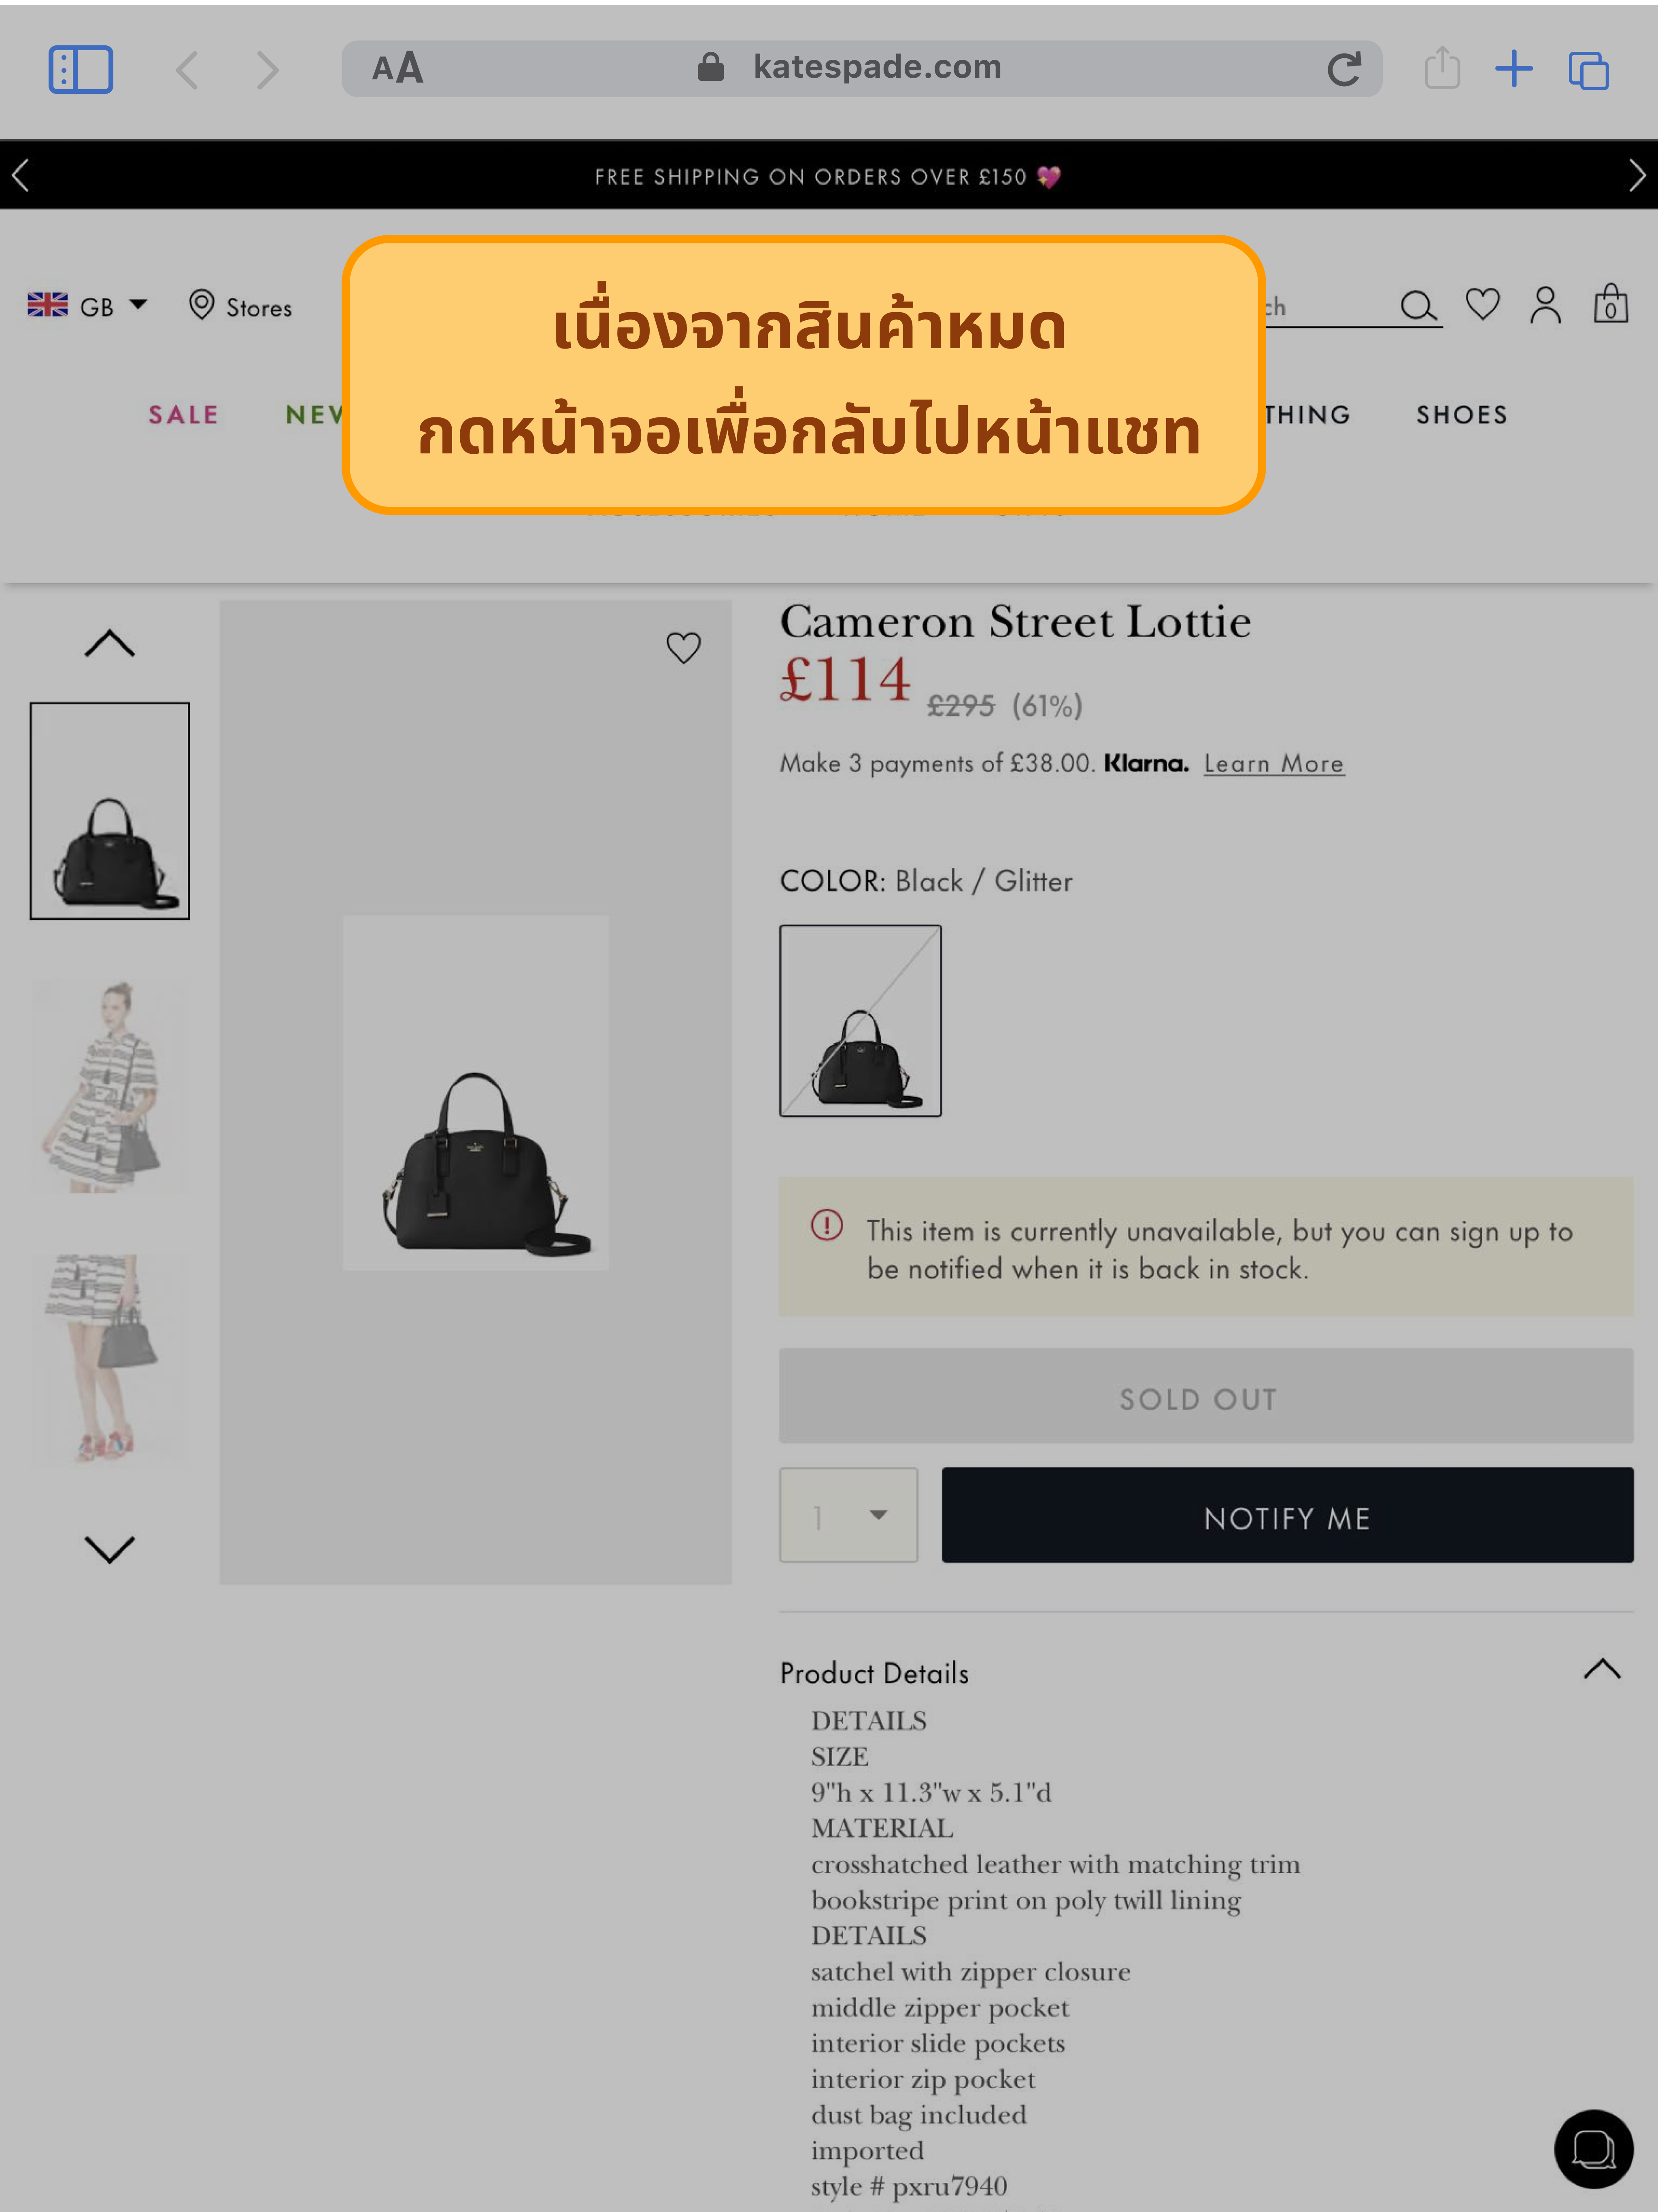 AA
katespade.com
FREE SHIPPING ON ORDERS OVER £150 💖
GB
Stores
เนื่องจากสินค้าหมด
กดหน้าจอเพื่อกลับไปหน้าแชท
ch
0
SALE
NEW
THING
SHOES
Cameron Street Lottie
£114 £295 (61%)
Make 3 payments of £38.00. Klarna. Learn More
COLOR: Black / Glitter
This item is currently unavailable, but you can sign up to
be notified when it is back in stock.
SOLD OUT
1
NOTIFY ME
Product Details
DETAILS
SIZE
9"h x 11.3"w x 5.1"d
MATERIAL
crosshatched leather with matching trim
bookstripe print on poly twill lining
DETAILS
satchel with zipper closure
middle zipper pocket
interior slide pockets
interior zip pocket
dust bag included
imported
style # pxru7940